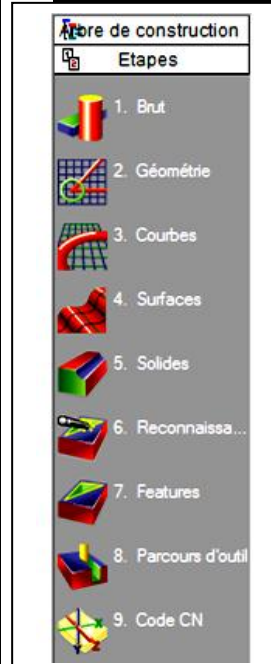 Arbre de construction
Etapes
1. Brut
2. Géométrie
3. Courbes
4. Surfaces
5. Solides
6. Reconnaissa...
7. Features
8. Parcours d'outil
9. Code CN